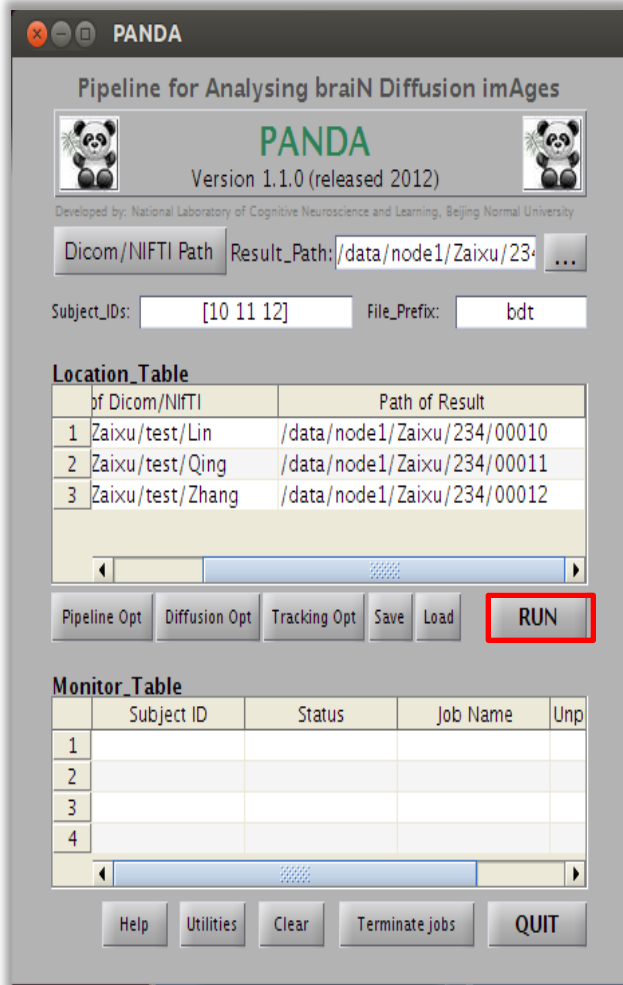 PANDA
Pipeline for Analysing braiN Diffusion imAges
PANDA
Version 1.1.0 (released 2012)
Developed by: National Laboratory of Cognitive Neuroscience and Learning, Beijing Normal University
Dicom/NIFTI Path Result_Path: /data/node1/Zaixu/234 ...
Subject_IDs: [10 11 12] File_Prefix: bdt
Location_Table
of Dicom/NIfTI Path of Result
1 Zaixu/test/Lin /data/node1/Zaixu/234/00010
2 Zaixu/test/Qing /data/node1/Zaixu/234/00011
3 Zaixu/test/Zhang /data/node1/Zaixu/234/00012
Pipeline Opt Diffusion Opt Tracking Opt Save Load RUN
Monitor_Table
Subject ID Status Job Name Unp
1
2
3
4
Help Utilities Clear Terminate jobs QUIT